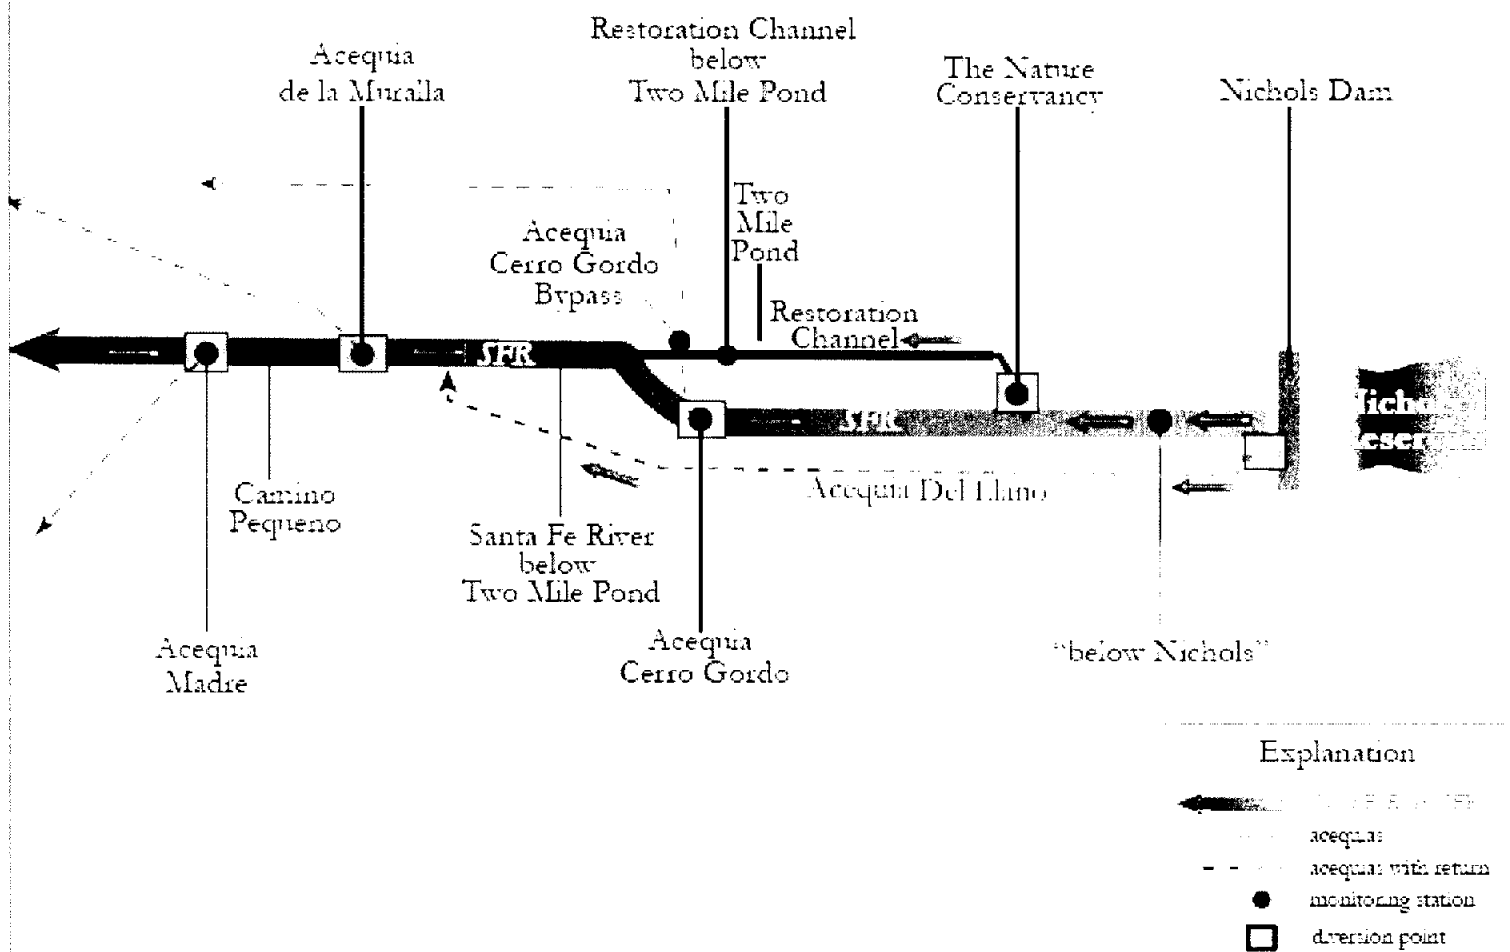 Acequia
de la Muralla
Restoration Channel
below
Two Mile Pond
The Nature
Conservancy
Nichols Dam
Two
Mile
Pond
Acequia
Cerro Gordo
Bypass
Restoration
Channel
SFR
SFR
Acequia Del Llano
Camino
Pequeno
Santa Fe River
below
Two Mile Pond
Acequia
Madre
Acequia
Cerro Gordo
"below Nichols"
Explanation
acequias
acequias with return
monitoring station
diversion point